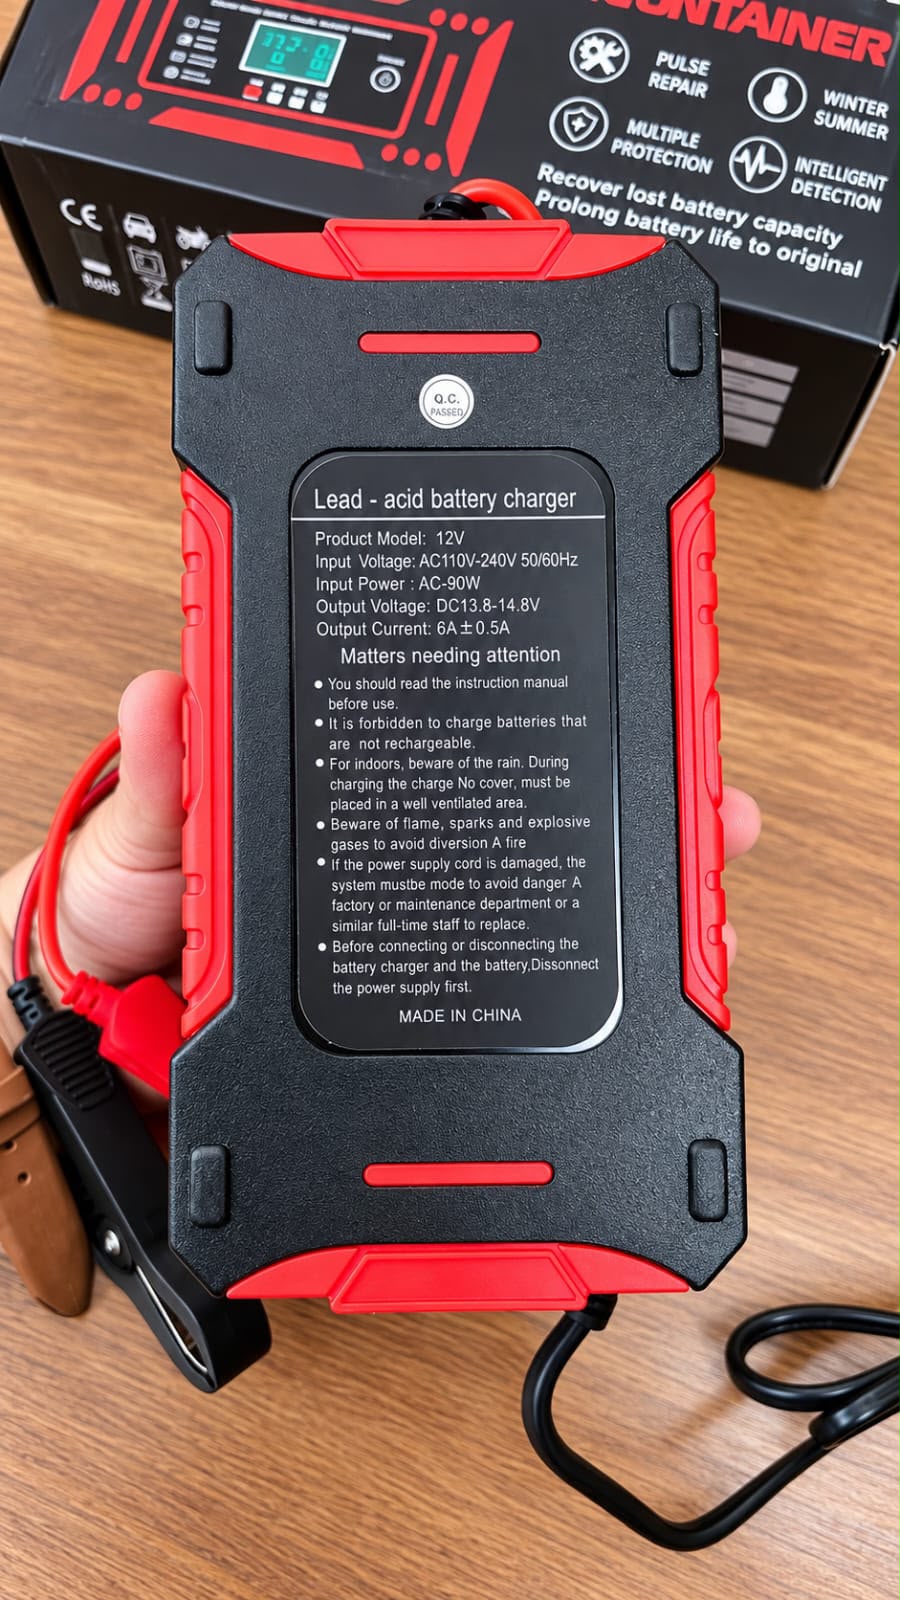 PULSE
REPAIR
WINTER
SUMMER
MULTIPLE
PROTECTION
INTELLIGENT
DETECTION
Recover lost battery capacity
Prolong battery life to original
CE
RoHS
Q.C.
PASSED
Lead - acid battery charger
Product Model: 12V
Input Voltage: AC110V-240V 50/60Hz
Input Power : AC-90W
Output Voltage: DC13.8-14.8V
Output Current: 6A±0.5A
Matters needing attention
● You should read the instruction manual
before use.
● It is forbidden to charge batteries that
are not rechargeable.
● For indoors, beware of the rain. During
charging the charge No cover, must be
placed in a well ventilated area.
● Beware of flame, sparks and explosive
gases to avoid diversion A fire
● If the power supply cord is damaged, the
system mustbe mode to avoid danger A
factory or maintenance department or a
similar full-time staff to replace.
● Before connecting or disconnecting the
battery charger and the battery,Dissonnect
the power supply first.
MADE IN CHINA